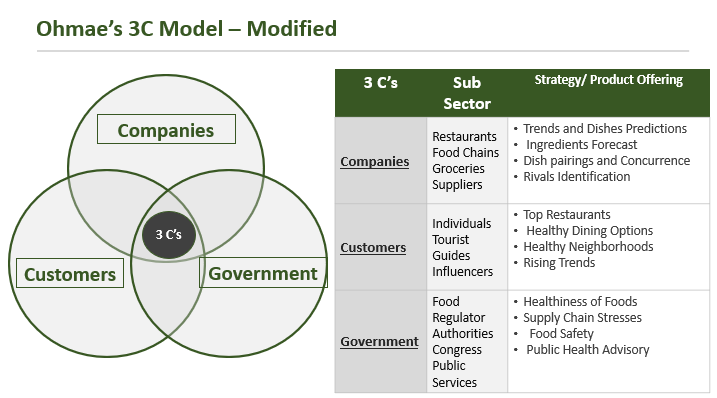 Ohmae's 3C Model – Modified
Companies
3 C's
Customers
Government
3 C's
Sub
Sector
Strategy/ Product Offering
Companies
Restaurants
Food Chains
Groceries
Suppliers
• Trends and Dishes Predictions
• Ingredients Forecast
• Dish pairings and Concurrence
• Rivals Identification
Customers
Individuals
Tourist
Guides
Influencers
• Top Restaurants
• Healthy Dining Options
• Healthy Neighborhoods
• Rising Trends
Government
Food
Regulator
Authorities
Congress
Public
Services
• Healthiness of Foods
• Supply Chain Stresses
• Food Safety
• Public Health Advisory